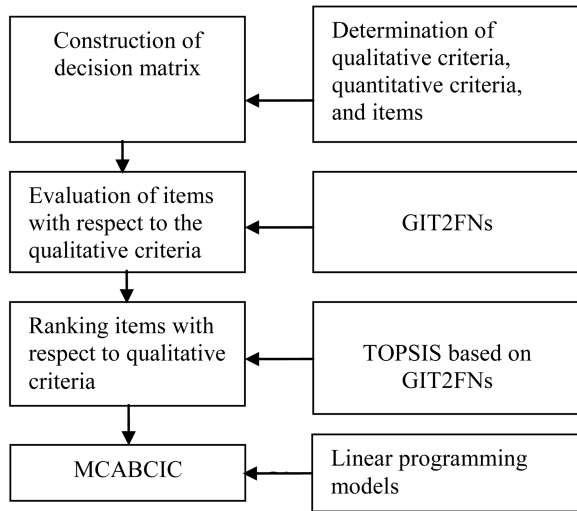 Construction of
decision matrix
Determination of
qualitative criteria,
quantitative criteria,
and items
Evaluation of items
with respect to the
qualitative criteria
GIT2FNs
Ranking items with
respect to qualitative
criteria
TOPSIS based on
GIT2FNs
MCABCIC
Linear programming
models